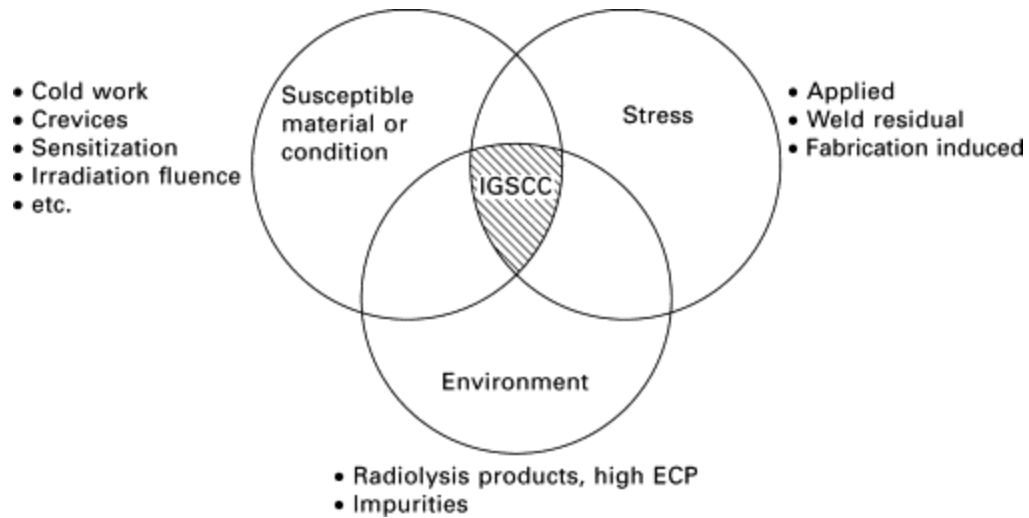 • Cold work
• Crevices
• Sensitization
• Irradiation fluence
• etc.
Susceptible
material or
condition
Stress
• Applied
• Weld residual
• Fabrication induced
IGSCC
Environment
• Radiolysis products, high ECP
• Impurities